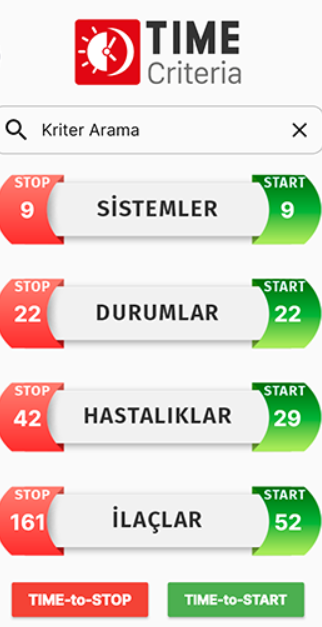 TIME
Criteria
Kriter Arama
STOP START
9 SİSTEMLER 9
STOP START
22 DURUMLAR 22
STOP START
42 HASTALIKLAR 29
STOP START
161 İLAÇLAR 52
TIME-to-STOP TIME-to-START